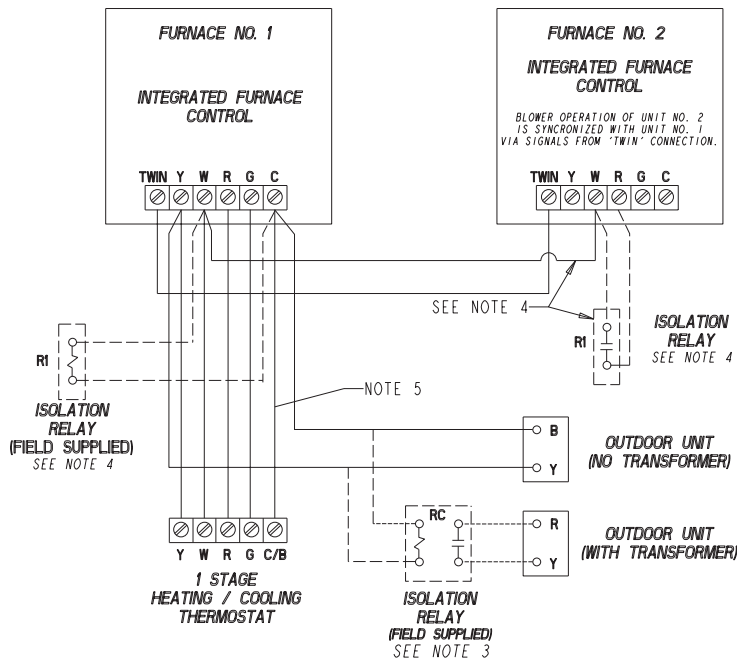 FURNACE NO. 1
INTEGRATED FURNACE
CONTROL
TWIN Y W R G C
FURNACE NO. 2
INTEGRATED FURNACE
CONTROL
BLOWER OPERATION OF UNIT NO. 2
IS SYNCRONIZED WITH UNIT NO. 1
VIA SIGNALS FROM 'TWIN' CONNECTION.
TWIN Y W R G C
SEE NOTE 4
R1
ISOLATION
RELAY
SEE NOTE 4
R1
ISOLATION
RELAY
(FIELD SUPPLIED)
SEE NOTE 4
NOTE 5
B
Y
OUTDOOR UNIT
(NO TRANSFORMER)
RC
R
Y
OUTDOOR UNIT
(WITH TRANSFORMER)
ISOLATION
RELAY
(FIELD SUPPLIED)
SEE NOTE 3
Y W R G C/B
1 STAGE
HEATING / COOLING
THERMOSTAT